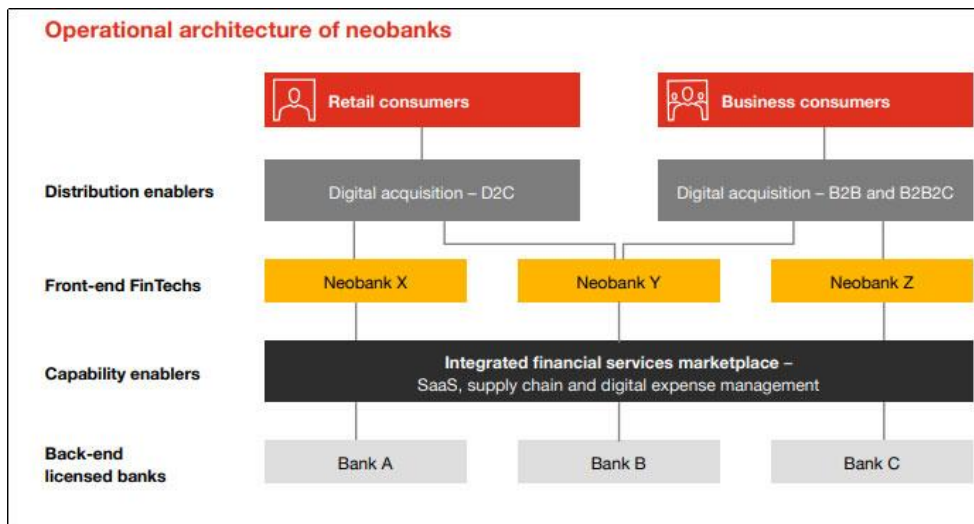 Operational architecture of neobanks
Retail consumers
Business consumers
Distribution enablers
Digital acquisition – D2C
Digital acquisition – B2B and B2B2C
Front-end FinTechs
Neobank X
Neobank Y
Neobank Z
Capability enablers
Integrated financial services marketplace –
SaaS, supply chain and digital expense management
Back-end
licensed banks
Bank A
Bank B
Bank C